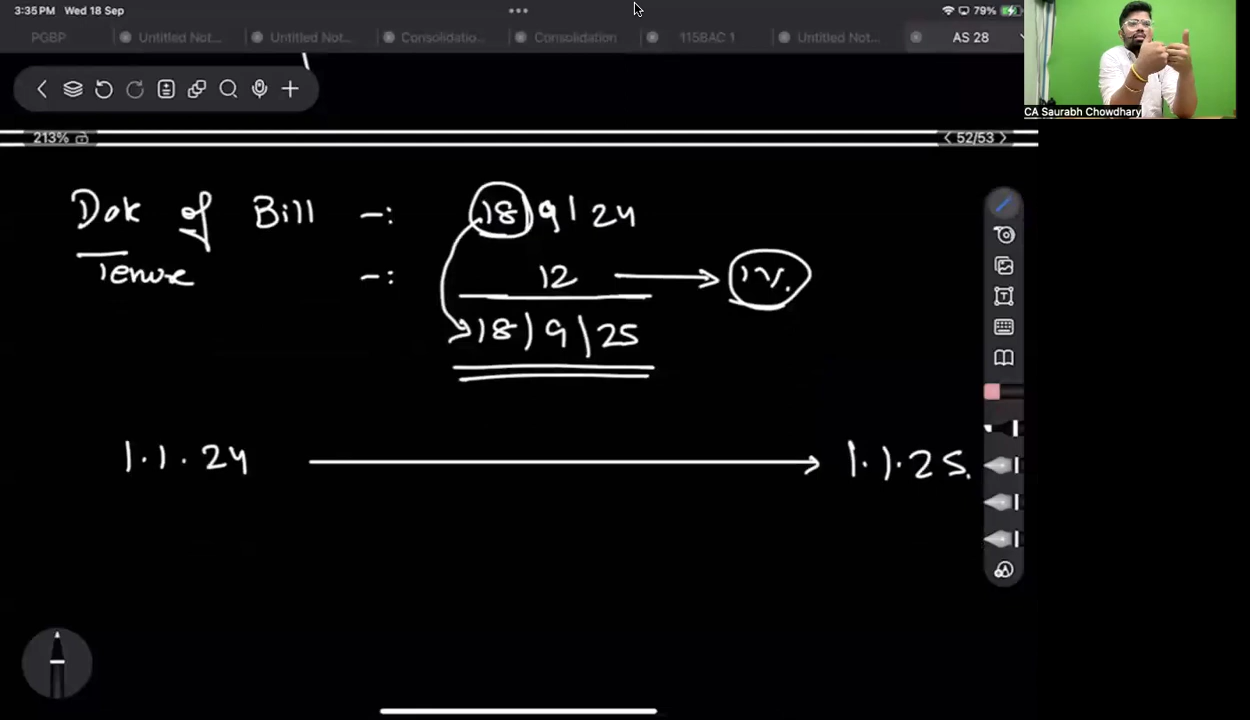 3:35 PM Wed 18 Sep
79%
PGBP
Untitled Not...
Untitled Not...
Consolidatio...
Consolidation
115BAC 1
Untitled Not...
AS 28
CA Saurabh Chowdhary
213%
52/53
Date of Bill -: 18|9|24
Tenure -: 12 → 1y.
18|9|25
1.1.24 → 1.1.25.